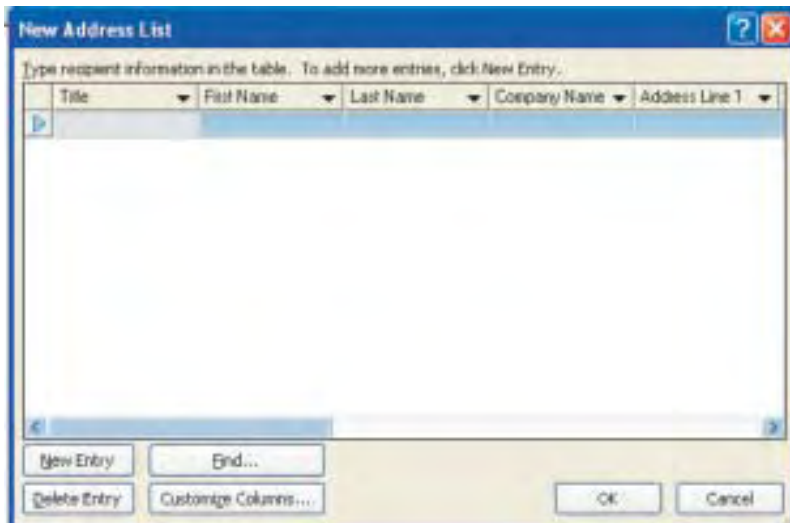 New Address List
Type recipient information in the table. To add more entries, click New Entry.
Title First Name Last Name Company Name Address Line 1
New Entry Find...
Delete Entry Customize Columns... OK Cancel